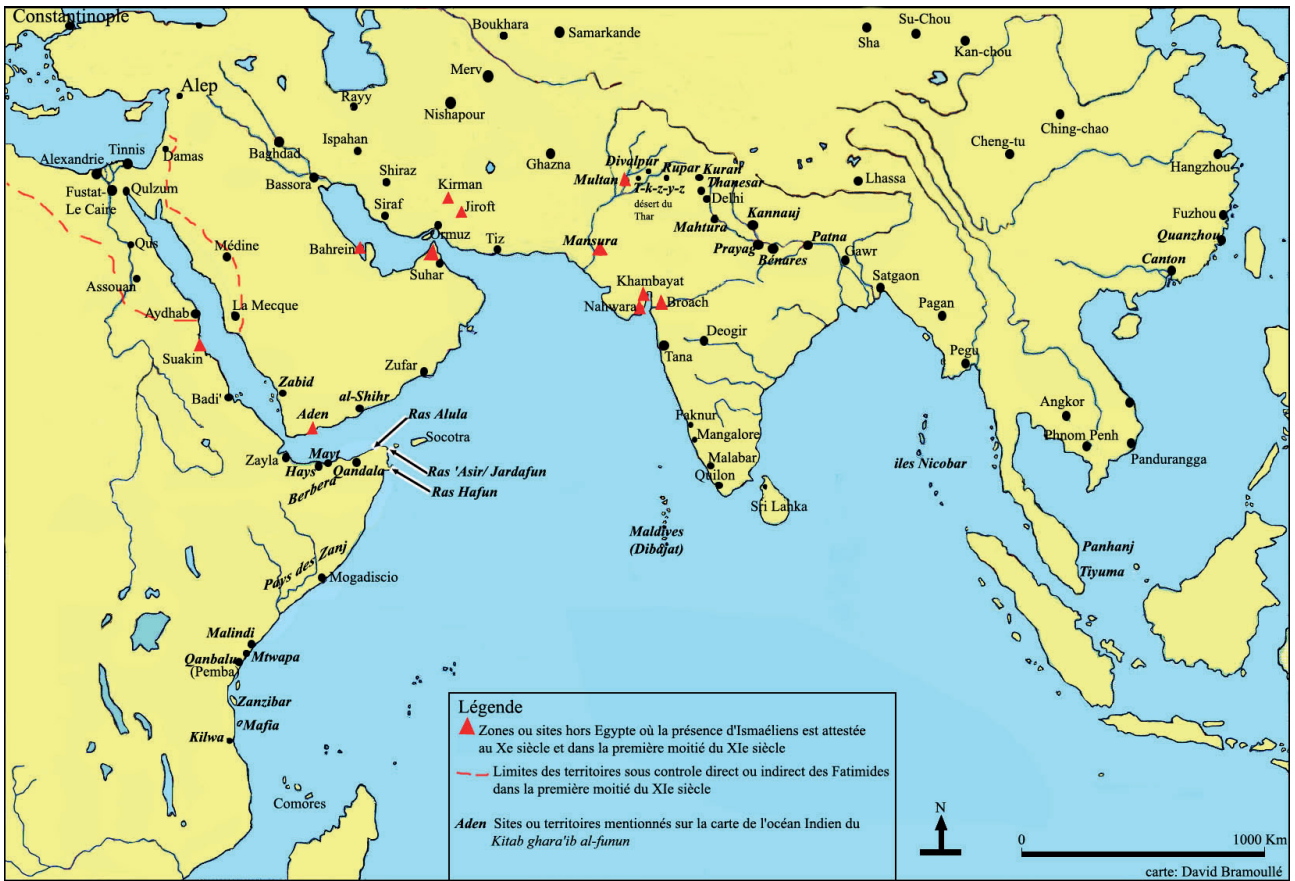 Constantinople
Boukhara
Samarkande
Su-Chou
Sha
Kan-chou
Merv
Alep
Rayy
Nishapour
Ching-chao
Tinnis
Alexandrie
Damas
Baghdad
Ispahan
Ghazna
Divalpur
Rupar
Kuran
Cheng-tu
Hangzhou
Fustat-
Le Caire
Qulzum
Bassora
Shiraz
Kirman
Multan
T-k-z-y-z
Thanesar
Delhi
Lhassa
Siraf
Jiroft
désert du
Thar
Mahtura
Kannauj
Fuzhou
Qus
Médine
Bahrein
Ormuz
Tiz
Mansura
Prayag
Bénares
Patna
Quanzhou
Assouan
Suhar
Gawr
Canton
Khambayat
Satgaon
Aydhab
La Mecque
Nahwara
Broach
Pagan
Suakin
Deogir
Tana
Pegu
Zufar
Badi'
Zabid
al-Shihr
Angkor
Aden
Ras Alula
Faknur
Mangalore
Phnom Penh
Panduranga
Socotra
Zayla
Mayt
Hays
Qandala
Berbera
Ras 'Asir/ Jardafun
Ras Hafun
Malabar
Quilon
iles Nicobar
Sri Lanka
Maldives
(Dibajat)
Panhanj
Tiyuma
Pays des Zanj
Mogadiscio
Malindi
Qanbalu
(Pemba)
Mtwapa
Zanzibar
Mafia
Kilwa
Comores
Légende
Zones ou sites hors Egypte où la présence d'Ismaéliens est attestée
au Xe siècle et dans la première moitié du XIe siècle
Limites des territoires sous controle direct ou indirect des Fatimides
dans la première moitié du XIe siècle
Aden Sites ou territoires mentionnés sur la carte de l'océan Indien du
Kitab ghara'ib al-funun
N
0 1000 Km
carte: David Bramoullé